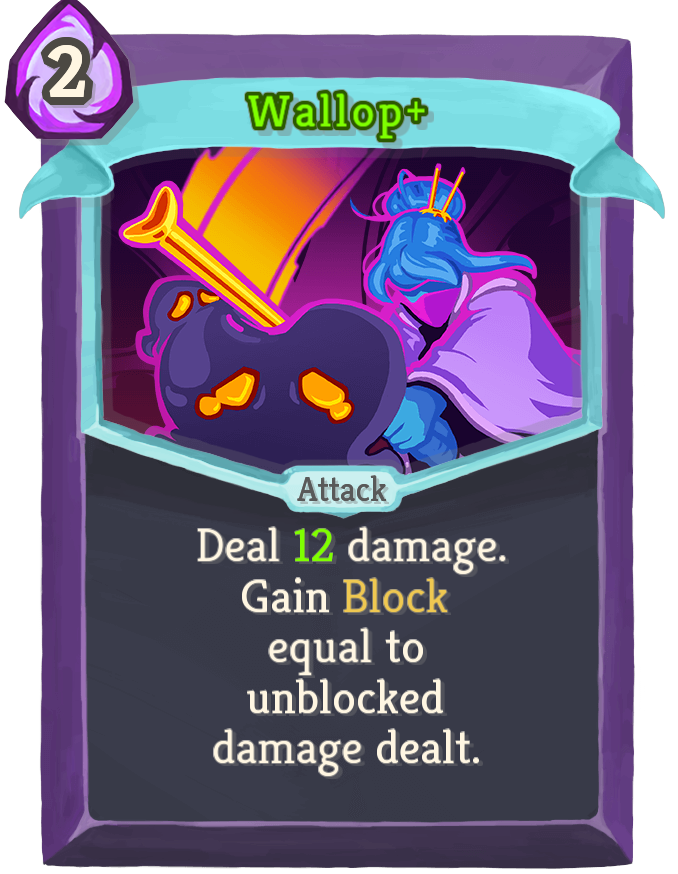 2
Wallop+
Attack
Deal 12 damage.
Gain Block
equal to
unblocked
damage dealt.